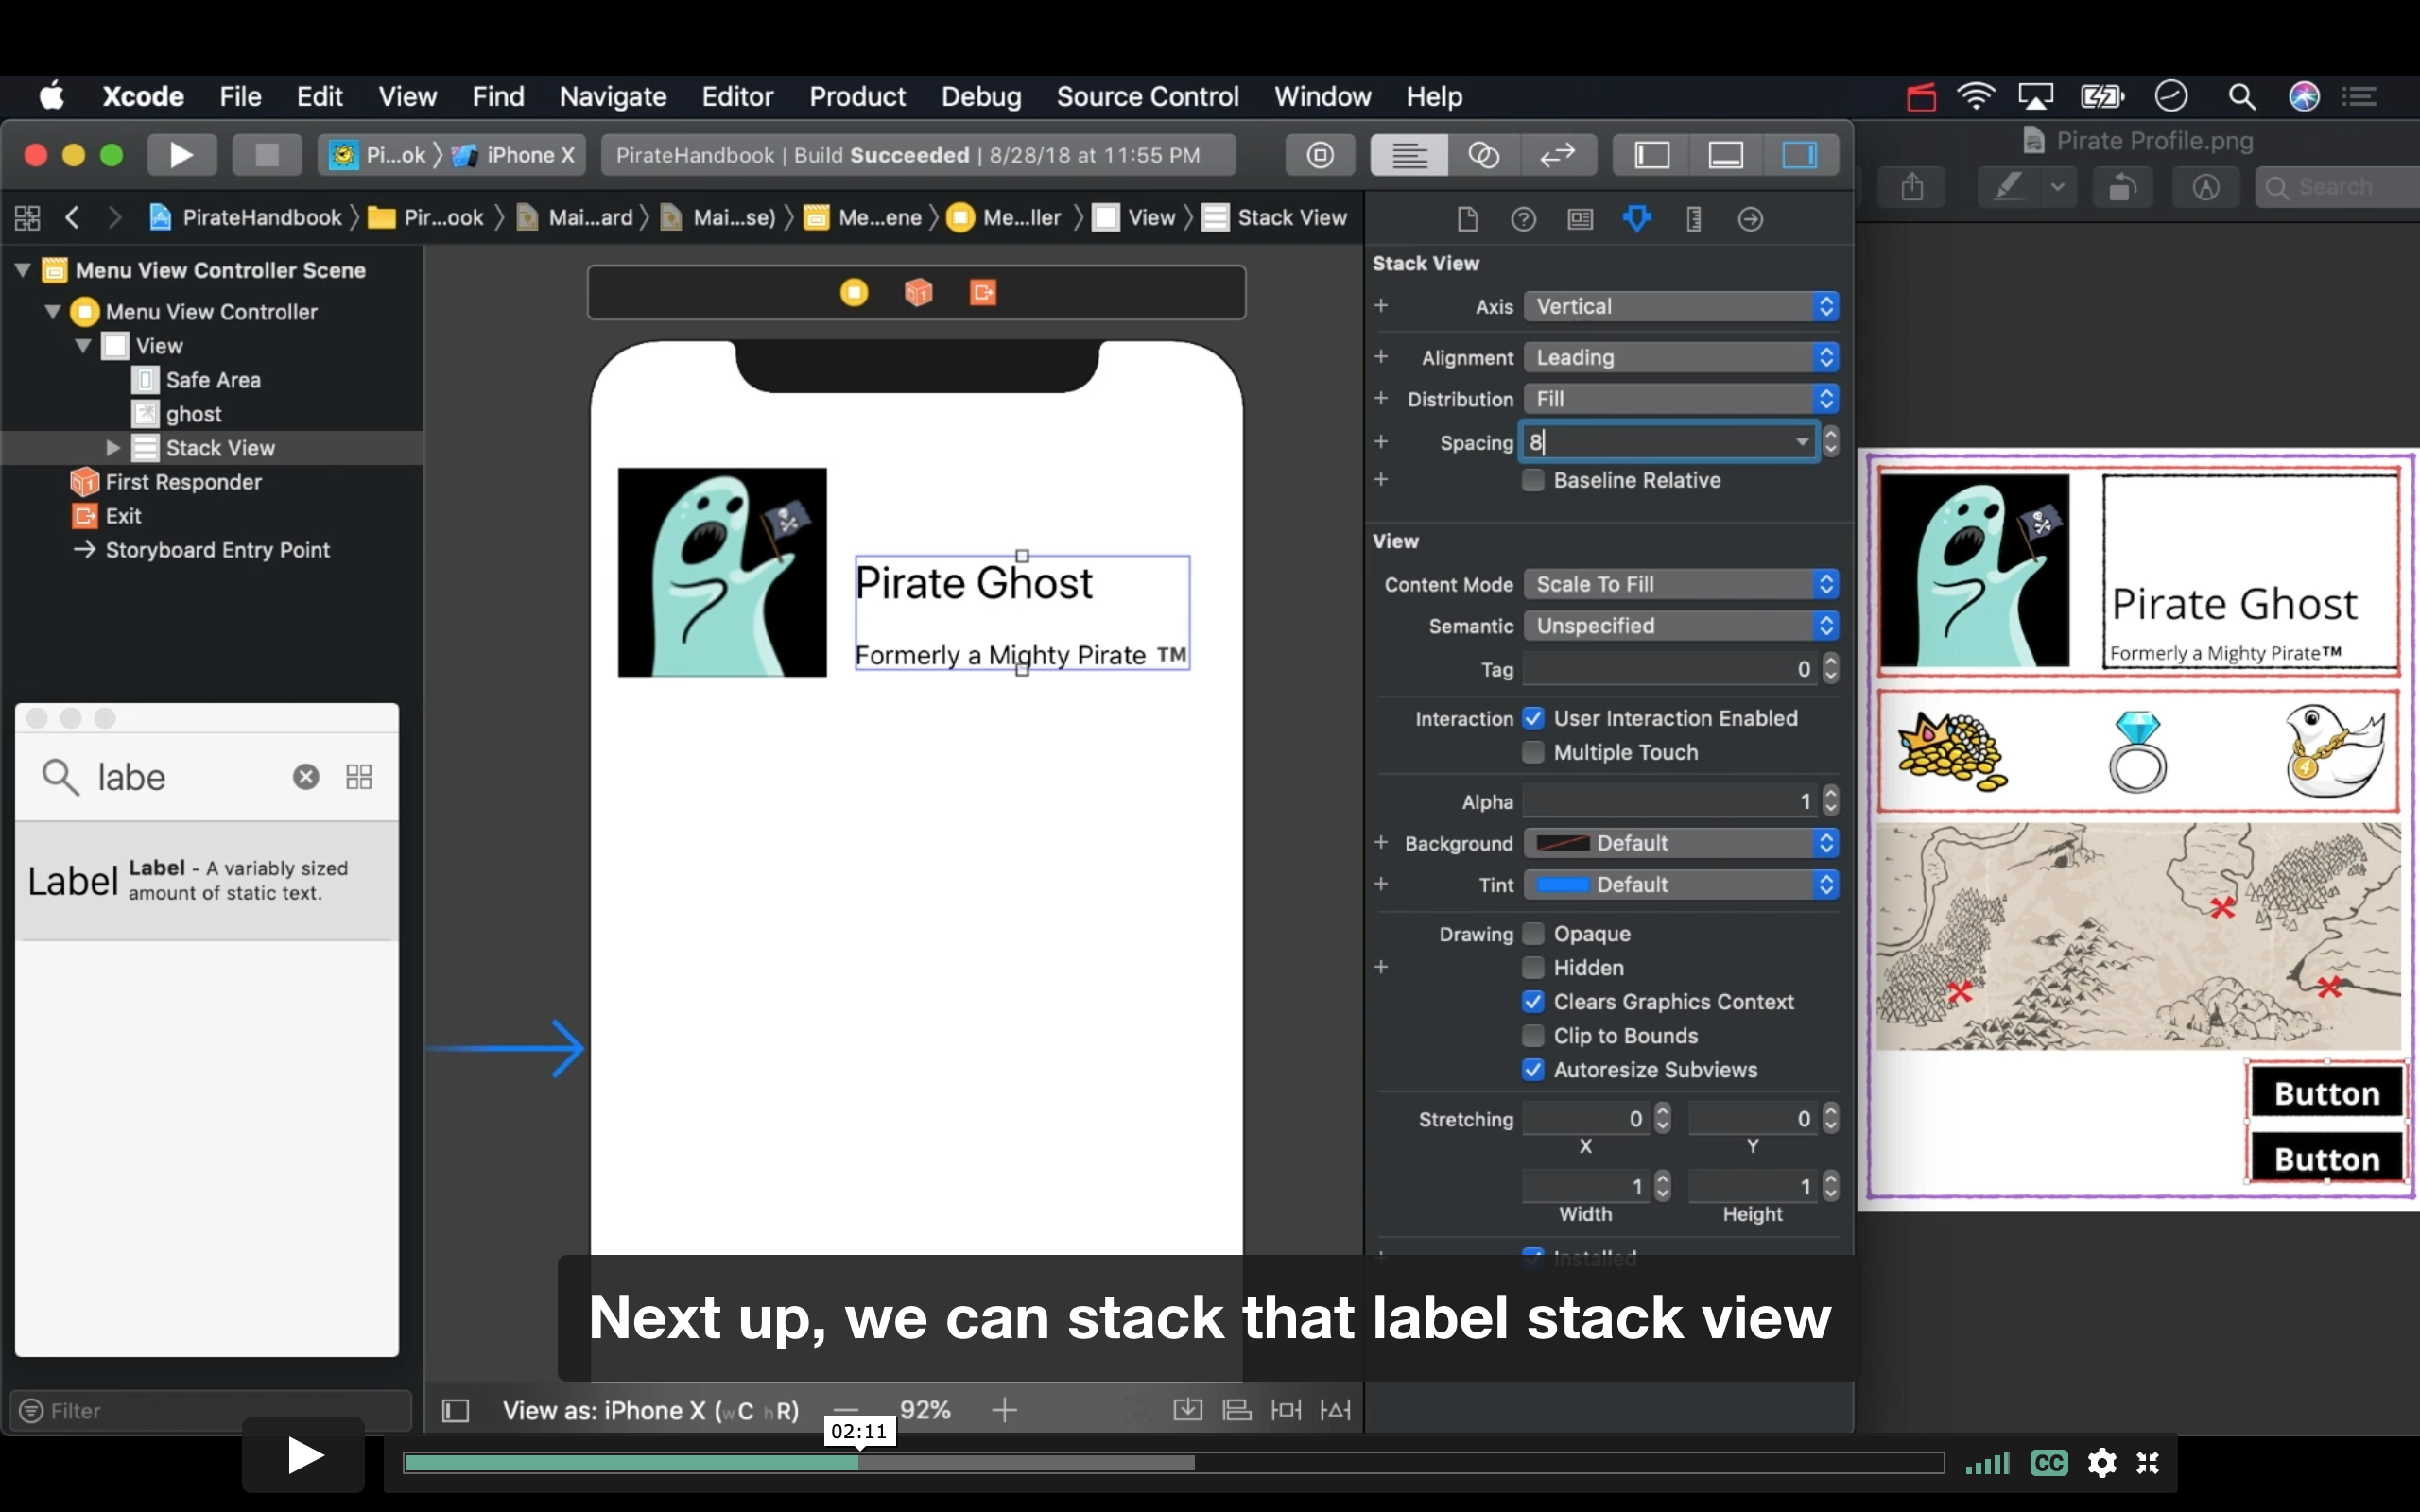 Xcode File Edit View Find Navigate Editor Product Debug Source Control Window Help
Pirate Profile.png
Pi...ok 〉 iPhone X
PirateHandbook | Build Succeeded | 8/28/18 at 11:55 PM
Search
PirateHandbook 〉 Pir...ook 〉 Mai...ard 〉 Mai...se) 〉 Me...ene 〉 Me...ller 〉 View 〉 Stack View
Menu View Controller Scene
Menu View Controller
View
Safe Area
ghost
Stack View
First Responder
Exit
Storyboard Entry Point
labe
Label
Label - A variably sized
amount of static text.
Filter
Pirate Ghost
Formerly a Mighty Pirate ™
View as: iPhone X (wC hR)
92%
Stack View
Axis Vertical
Alignment Leading
Distribution Fill
Spacing 8
Baseline Relative
View
Content Mode Scale To Fill
Semantic Unspecified
Tag 0
Interaction User Interaction Enabled
Multiple Touch
Alpha 1
Background Default
Tint Default
Drawing Opaque
Hidden
Clears Graphics Context
Clip to Bounds
Autoresize Subviews
Stretching 0 0
X Y
1 1
Width Height
Installed
Pirate Ghost
Formerly a Mighty Pirate™
4
Button
Button
Next up, we can stack that label stack view
02:11
CC